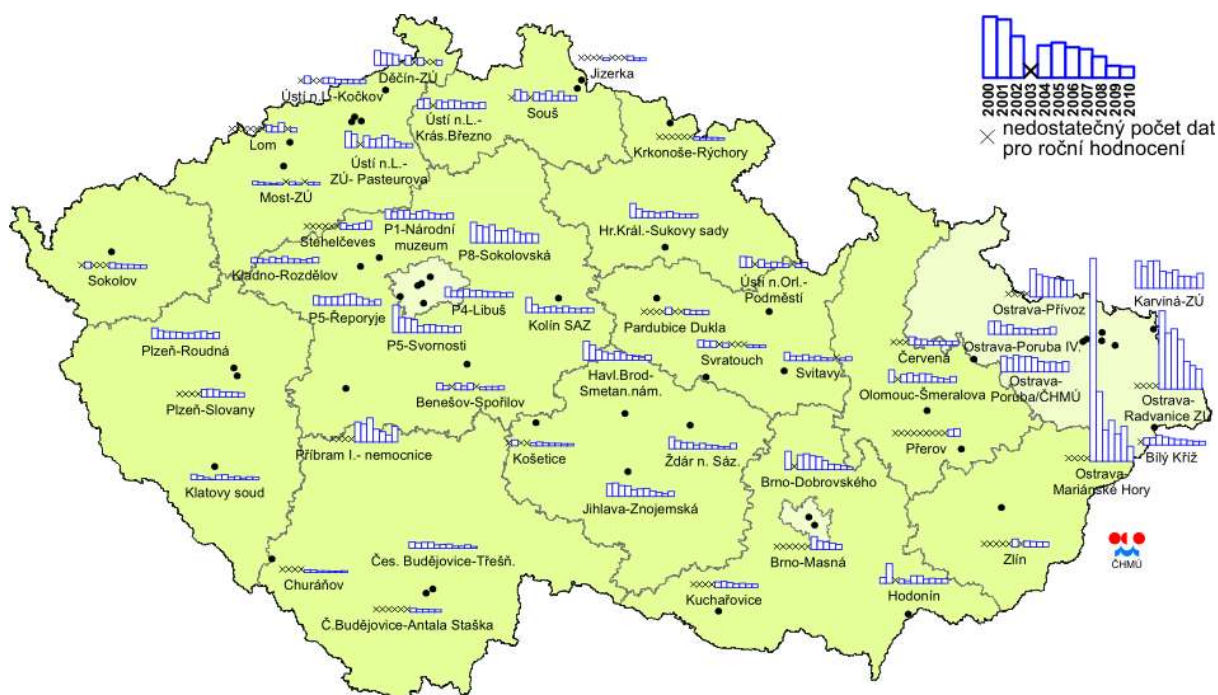 2000
2001
2002
2003
2004
2005
2006
2007
2008
2009
2010
nedostatečný počet dat
pro roční hodnocení
Děčín-ZÚ
Jizerka
Ústí n.L.-Kočkov
Ústí n.L.-
Krás.Březno
Souš
Lom
Ústí n.L.-
ZÚ- Pasteurova
Krkonoše-Rýchory
Most-ZÚ
Stehelčeves
P1-Národní
muzeum
P8-Sokolovská
Hr.Král.-Sukovy sady
Sokolov
Kladno-Rozdělov
Ústí n.Orl.-
Podměstí
P5-Řeporyje
P4-Libuš
Kolín SAZ
Pardubice Dukla
Ostrava-Přívoz
Karviná-ZÚ
Plzeň-Roudná
P5-Svornosti
Svratouch
Červená
Ostrava-Poruba IV.
Havl.Brod-
Smetan.nám.
Svitavy
Olomouc-Šmeralova
Ostrava-
Poruba/ČHMÚ
Plzeň-Slovany
Benešov-Spořilov
Ostrava-
Radvanice ZÚ
Příbram I.- nemocnice
Košetice
Ždár n. Sáz.
Přerov
Bílý Kříž
Klatovy soud
Jihlava-Znojemská
Brno-Dobrovského
Ostrava-
Mariánské Hory
Čes. Budějovice-Třešň.
Churáňov
Brno-Masná
Zlín
ČHMÚ
Č.Budějovice-Antala Staška
Kuchařovice
Hodonín